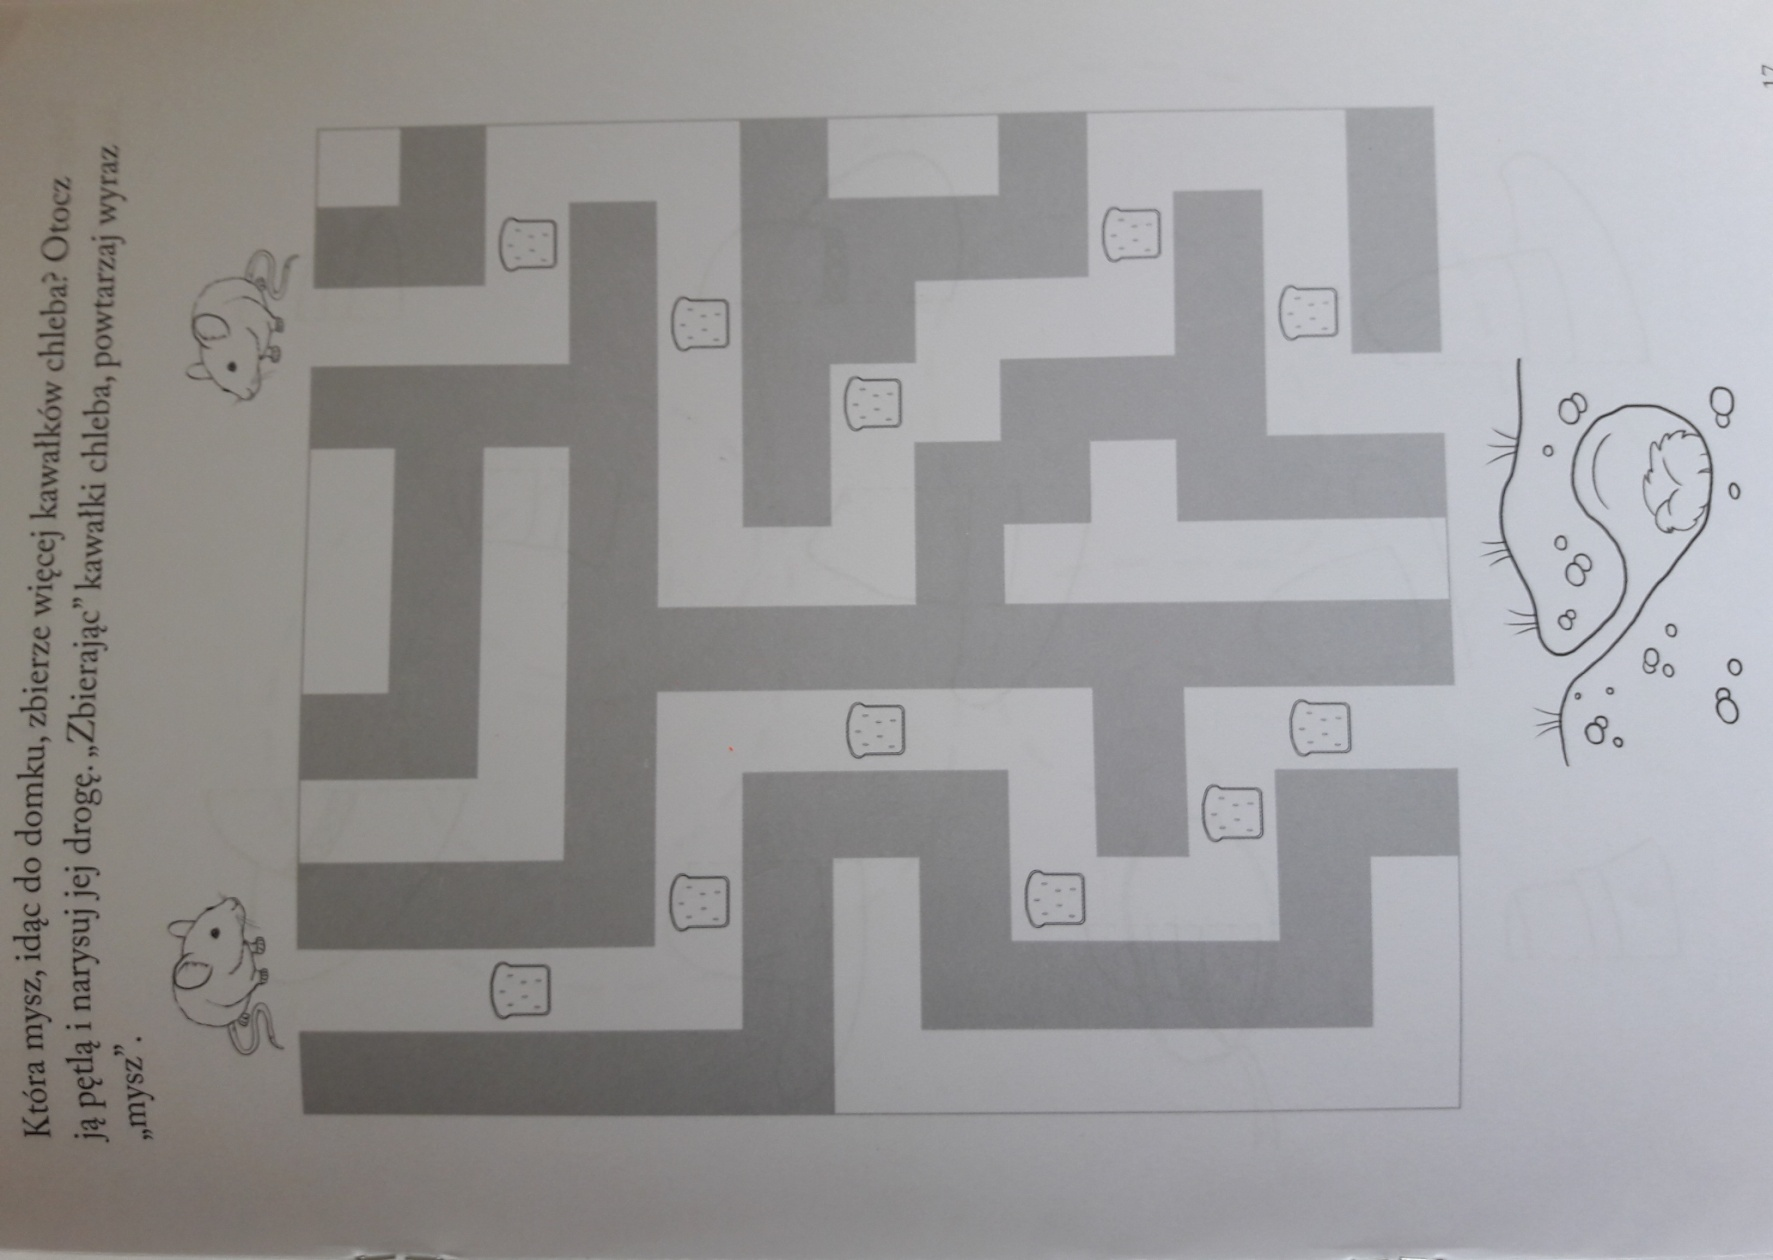 Która mysz, idąc do domku, zbierze więcej kawałków chleba? Otocz
ją pętlą i narysuj jej drogę. „Zbierając” kawałki chleba, powtarzaj wyraz
„mysz”.
17